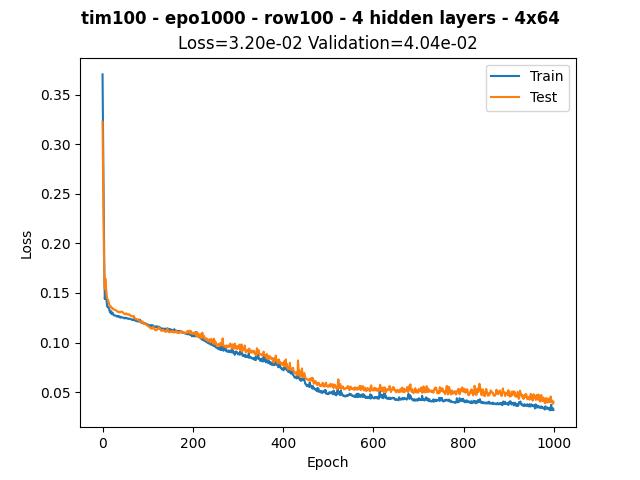 tim100 - epo1000 - row100 - 4 hidden layers - 4x64
Loss=3.20e-02 Validation=4.04e-02
Train
Test
0.35
0.30
0.25
0.20
0.15
0.10
0.05
Loss
0 200 400 600 800 1000
Epoch